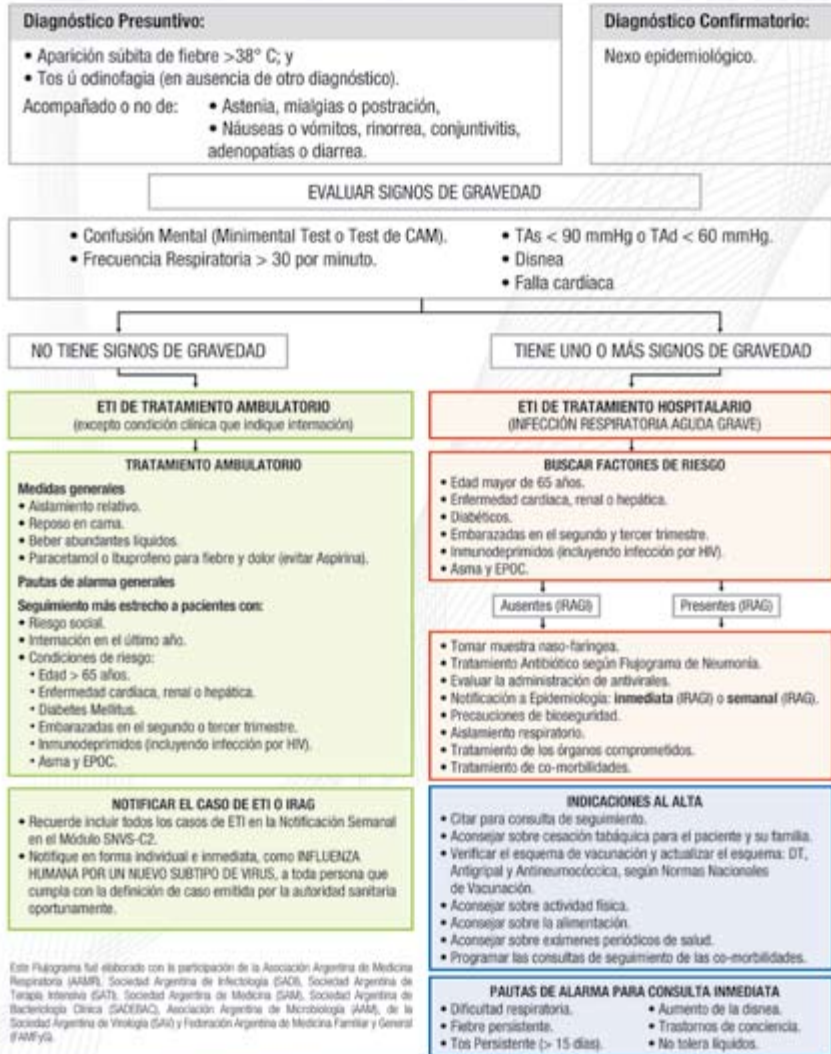 Diagnóstico Presuntivo:
• Aparición súbita de fiebre >38° C; y
• Tos ú odinofagia (en ausencia de otro diagnóstico).
Acompañado o no de:
• Astenia, mialgias o postración,
• Náuseas o vómitos, rinorrea, conjuntivitis,
adenopatías o diarrea.
Diagnóstico Confirmatorio:
Nexo epidemiológico.
EVALUAR SIGNOS DE GRAVEDAD
• Confusión Mental (Minimental Test o Test de CAM).
• Frecuencia Respiratoria > 30 por minuto.
• TAs < 90 mmHg o TAd < 60 mmHg.
• Disnea
• Falla cardíaca
NO TIENE SIGNOS DE GRAVEDAD
ETI DE TRATAMIENTO AMBULATORIO
(excepto condición clínica que indique internación)
TRATAMIENTO AMBULATORIO
Medidas generales
• Aislamiento relativo.
• Reposo en cama.
• Beber abundantes líquidos.
• Paracetamol o Ibuprofeno para fiebre y dolor (evitar Aspirina).
Pautas de alarma generales
Seguimiento más estrecho a pacientes con:
• Riesgo social.
• Internación en el último año.
• Condiciones de riesgo:
• Edad > 65 años.
• Enfermedad cardíaca, renal o hepática.
• Diabetes Mellitus.
• Embarazadas en el segundo o tercer trimestre.
• Inmunodeprimidos (incluyendo infección por HIV).
• Asma y EPOC.
NOTIFICAR EL CASO DE ETI O IRAG
• Recuerde incluir todos los casos de ETI en la Notificación Semanal
en el Módulo SNVS-C2.
• Notifique en forma individual e inmediata, como INFLUENZA
HUMANA POR UN NUEVO SUBTIPO DE VIRUS, a toda persona que
cumpla con la definición de caso emitida por la autoridad sanitaria
oportunamente.
Este Flujograma fué elaborado con la participación de la Asociación Argentina de Medicina
Respiratoria (AAMR), Sociedad Argentina de Infectología (SADI), Sociedad Argentina de
Terapia Intensiva (SATI), Sociedad Argentina de Medicina (SAM), Sociedad Argentina de
Bacteriología Clínica (SADEBAC), Asociación Argentina de Microbiología (AAM), de la
Sociedad Argentina de Virología (SAV) y Federación Argentina de Medicina Familiar y General
(FAMFyG).
TIENE UNO O MÁS SIGNOS DE GRAVEDAD
ETI DE TRATAMIENTO HOSPITALARIO
(INFECCIÓN RESPIRATORIA AGUDA GRAVE)
BUSCAR FACTORES DE RIESGO
• Edad mayor de 65 años.
• Enfermedad cardíaca, renal o hepática.
• Diabéticos.
• Embarazadas en el segundo y tercer trimestre.
• Inmunodeprimidos (incluyendo infección por HIV).
• Asma y EPOC.
Ausentes (IRAGI)
Presentes (IRAG)
• Tomar muestra naso-faríngea.
• Tratamiento Antibiótico según Flujograma de Neumonía.
• Evaluar la administración de antivirales.
• Notificación a Epidemiología: inmediata (IRAGI) o semanal (IRAG).
• Precauciones de bioseguridad.
• Aislamiento respiratorio.
• Tratamiento de los órganos comprometidos.
• Tratamiento de co-morbilidades.
INDICACIONES AL ALTA
• Citar para consulta de seguimiento.
• Aconsejar sobre cesación tabáquica para el paciente y su familia.
• Verificar el esquema de vacunación y actualizar el esquema: DT,
Antigripal y Antineumocóccica, según Normas Nacionales
de Vacunación.
• Aconsejar sobre actividad física.
• Aconsejar sobre la alimentación.
• Aconsejar sobre exámenes periódicos de salud.
• Programar las consultas de seguimiento de las co-morbilidades.
PAUTAS DE ALARMA PARA CONSULTA INMEDIATA
• Dificultad respiratoria.
• Fiebre persistente.
• Tos Persistente (> 15 días).
• Aumento de la disnea.
• Trastornos de conciencia.
• No tolera líquidos.